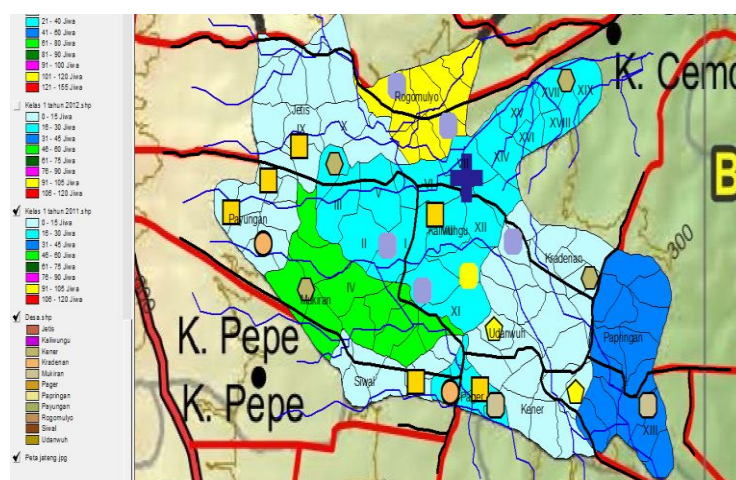 21 - 40 Jiwa
41 - 60 Jiwa
61 - 80 Jiwa
81 - 90 Jiwa
91 - 100 Jiwa
101 - 120 Jiwa
121 - 155 Jiwa
Kelas 1 tahun 2012.shp
0 - 15 Jiwa
16 - 30 Jiwa
31 - 45 Jiwa
46 - 60 Jiwa
61 - 75 Jiwa
76 - 90 Jiwa
91 - 105 Jiwa
106 - 120 Jiwa
Kelas 1 tahun 2011.shp
0 - 15 Jiwa
16 - 30 Jiwa
31 - 45 Jiwa
46 - 60 Jiwa
61 - 75 Jiwa
76 - 90 Jiwa
91 - 105 Jiwa
106 - 120 Jiwa
Desa.shp
Jetis
Kaliwungu
Kener
Kradenan
Mukiran
Pager
Papringan
Payungan
Rogomulyo
Siwal
Udanwuh
Peta jateng.jpg
K. Cemo
Rogomulyo
XVII
XIX
Jetis
XX
XVIII
IX
X
XVI
VIII
XIV
B
V
VI
III
Payungan
XII
II
I
300
Kradenan
IV
Mukiran
XI
Papringan
Udanwuh
K. Pepe
Siwal
K. Pepe
Pager
Kener
XIII